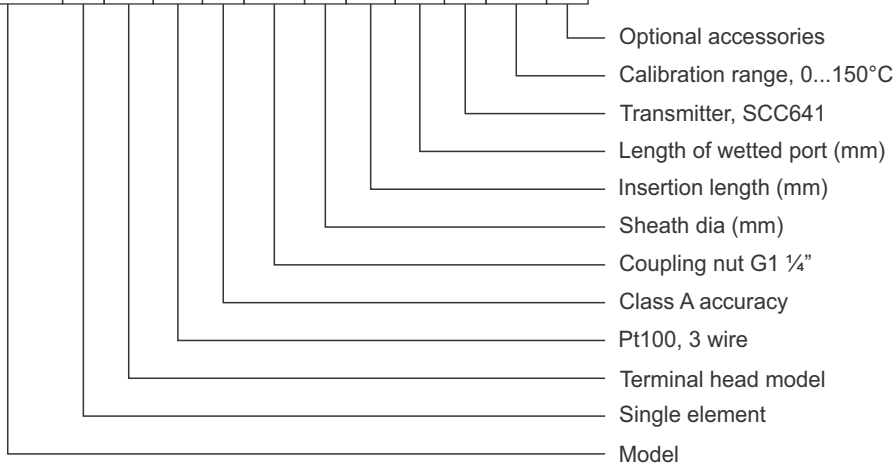 Optional accessories
Calibration range, 0...150°C
Transmitter, SCC641
Length of wetted port (mm)
Insertion length (mm)
Sheath dia (mm)
Coupling nut G1 ¼”
Class A accuracy
Pt100, 3 wire
Terminal head model
Single element
Model